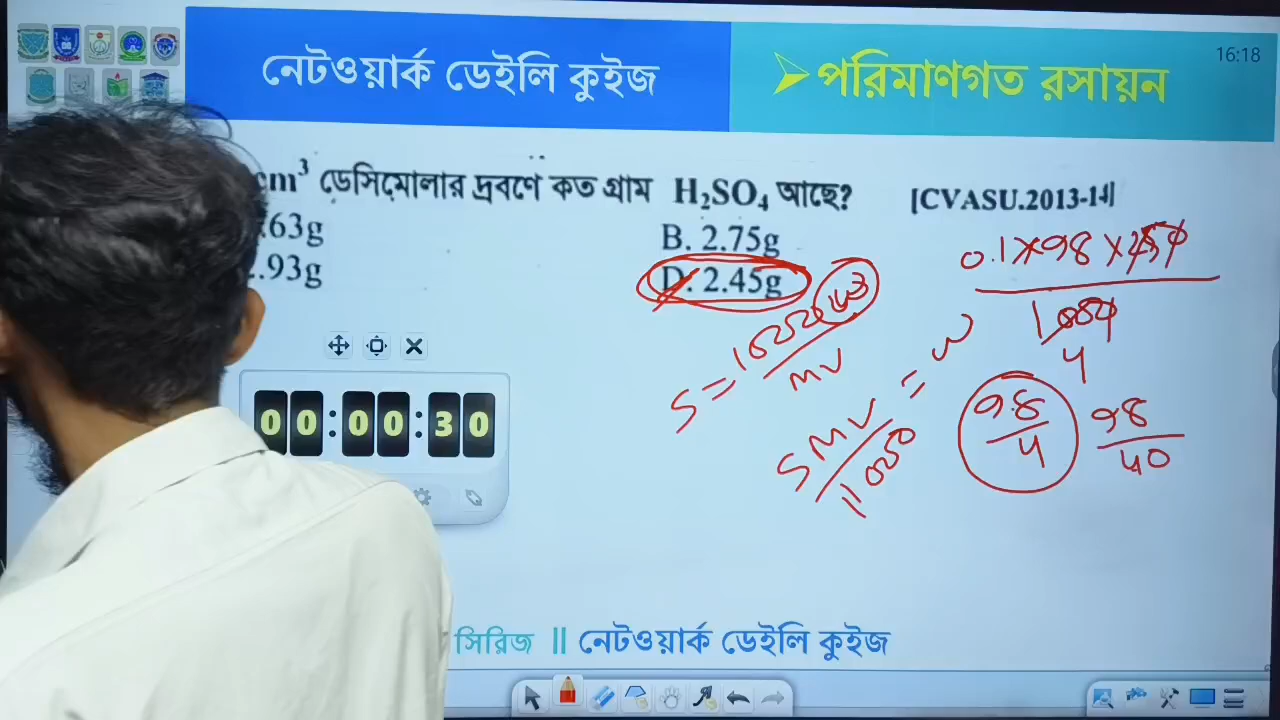 নেটওয়ার্ক ডেইলি কুইজ
পরিমাণগত রসায়ন
16:18
cm³ ডেসিমোলার দ্রবণে কত গ্রাম H₂SO₄ আছে? [CVASU.2013-14]
.63g
B. 2.75g
.93g
D. 2.45g
0.1×98×250
1000
4
S =
MV
SMV
1000
= W
9.8
4
98
40
00:00:30
সিরিজ || নেটওয়ার্ক ডেইলি কুইজ